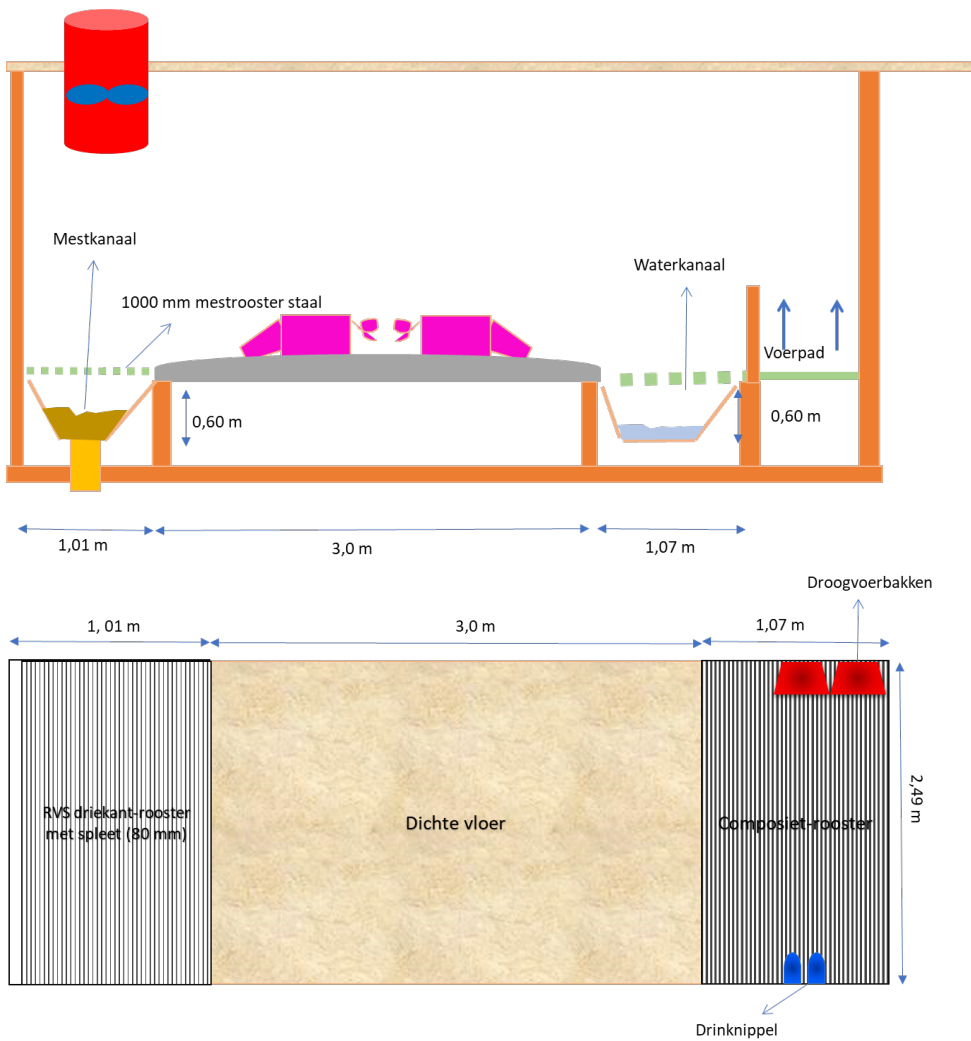 Mestkanaal
Waterkanaal
1000 mm mestrooster staal
Voerpad
0,60 m
0,60 m
1,01 m
3,0 m
1,07 m
Droogvoerbakken
1, 01 m
3,0 m
1,07 m
2,49 m
RVS driekant-rooster
met spleet (80 mm)
Dichte vloer
Composiet-rooster
Drinknippel